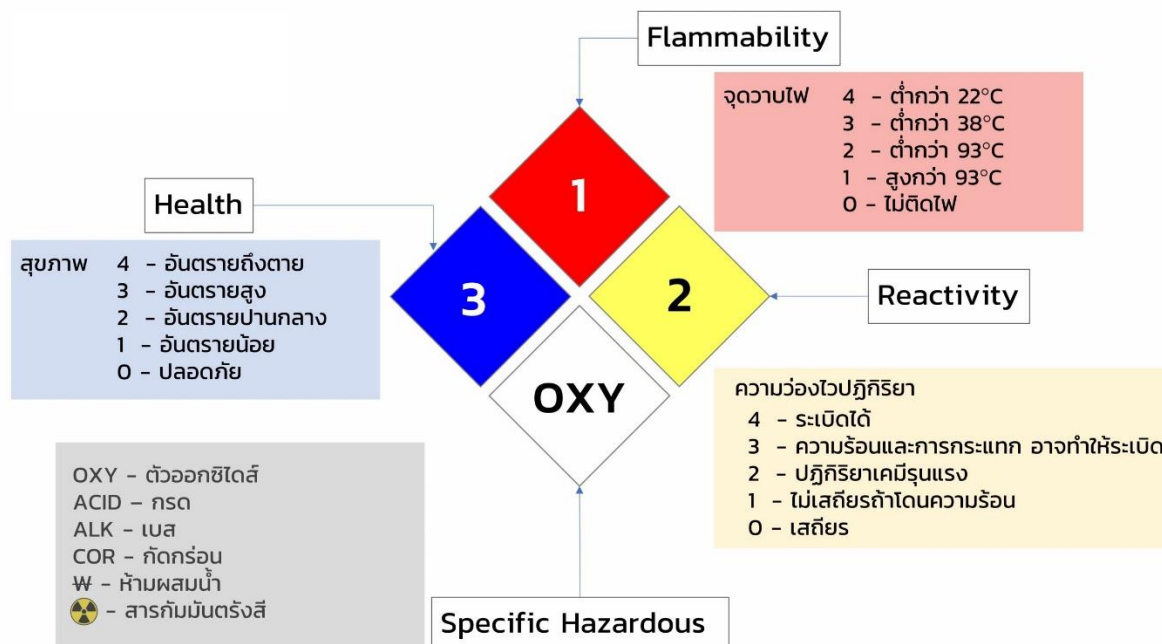 Flammability
จุดวาบไฟ 4 - ต่ำกว่า 22°C
3 - ต่ำกว่า 38°C
2 - ต่ำกว่า 93°C
1 - สูงกว่า 93°C
0 - ไม่ติดไฟ
Health
สุขภาพ 4 - อันตรายถึงตาย
3 - อันตรายสูง
2 - อันตรายปานกลาง
1 - อันตรายน้อย
0 - ปลอดภัย
1
3
2
OXY
Reactivity
ความว่องไวปฏิกิริยา
4 - ระเบิดได้
3 - ความร้อนและการกระแทก อาจทำให้ระเบิด
2 - ปฏิกิริยาเคมีรุนแรง
1 - ไม่เสถียรถ้าโดนความร้อน
0 - เสถียร
OXY - ตัวออกซิไดส์
ACID - กรด
ALK - เบส
COR - กัดกร่อน
W̶ - ห้ามผสมน้ำ
☢ - สารกัมมันตรังสี
Specific Hazardous